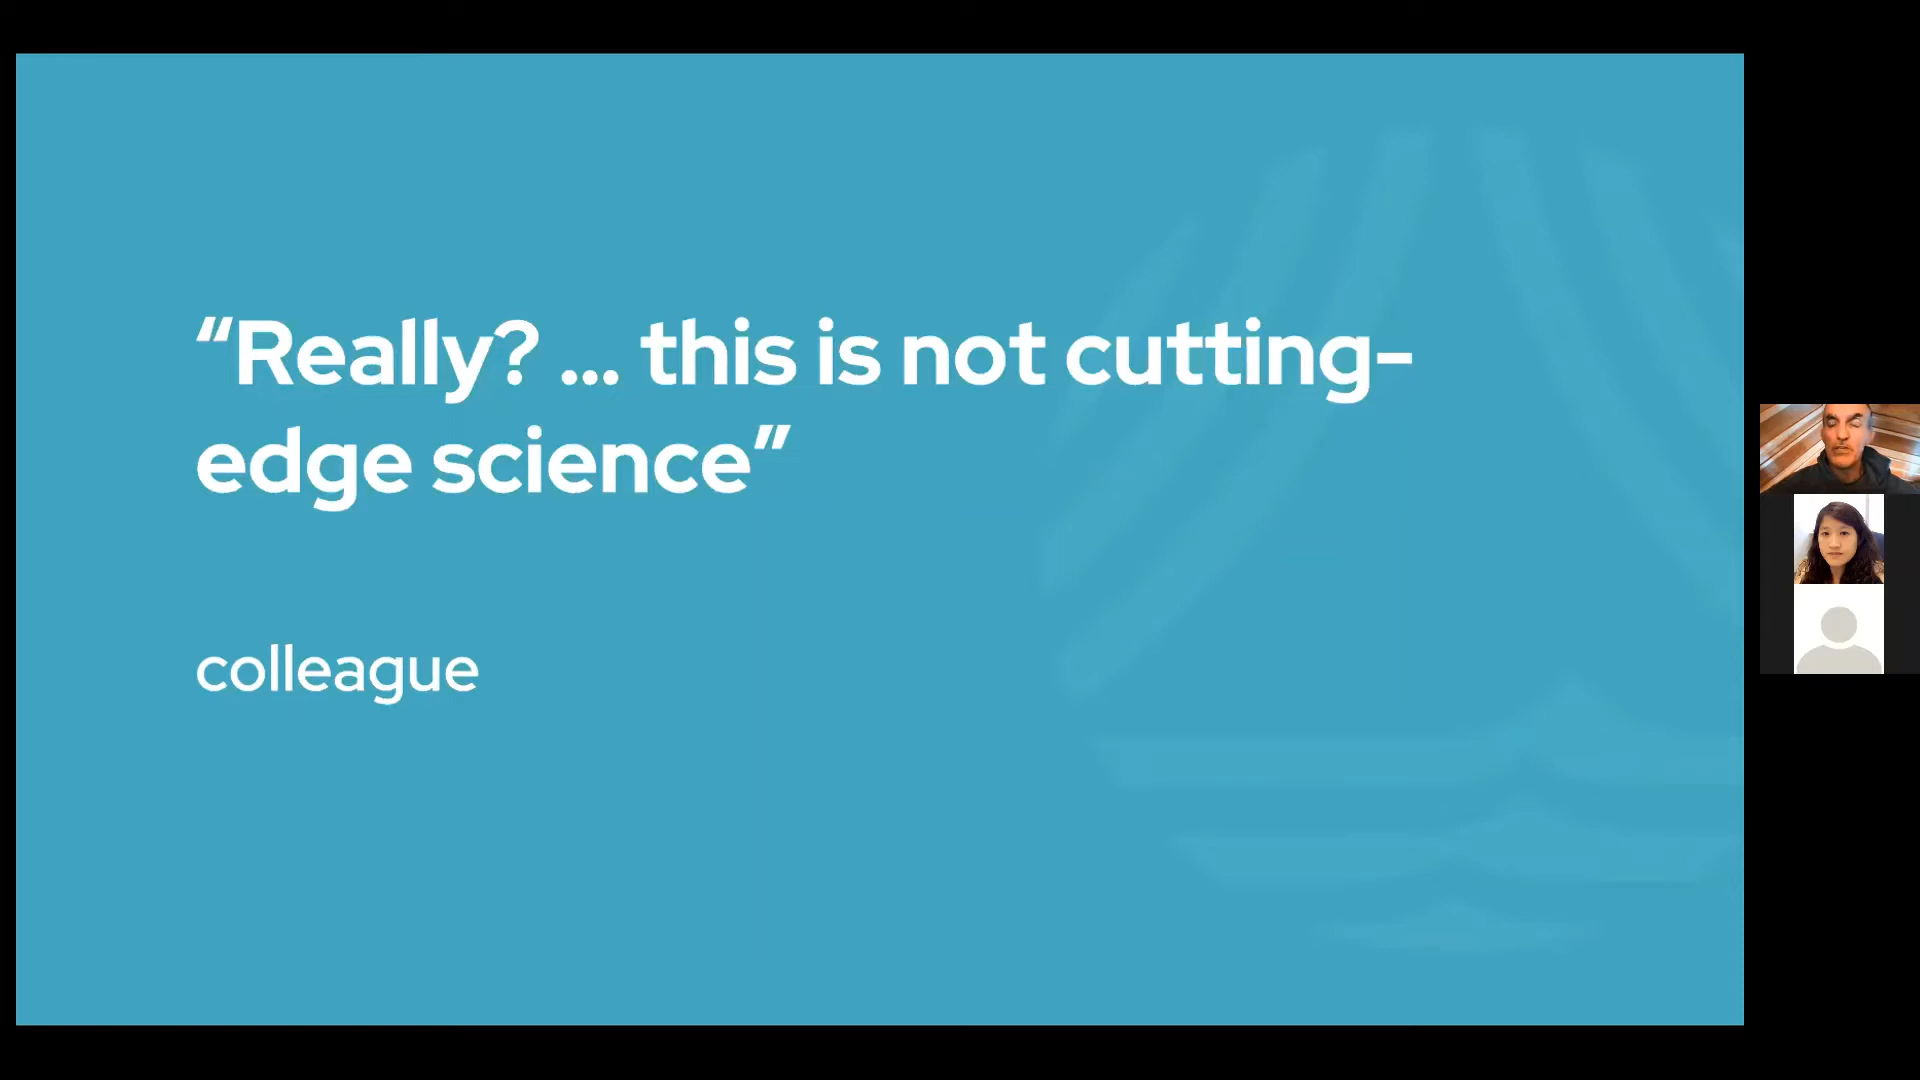 “Really? ... this is not cutting-
edge science”
colleague